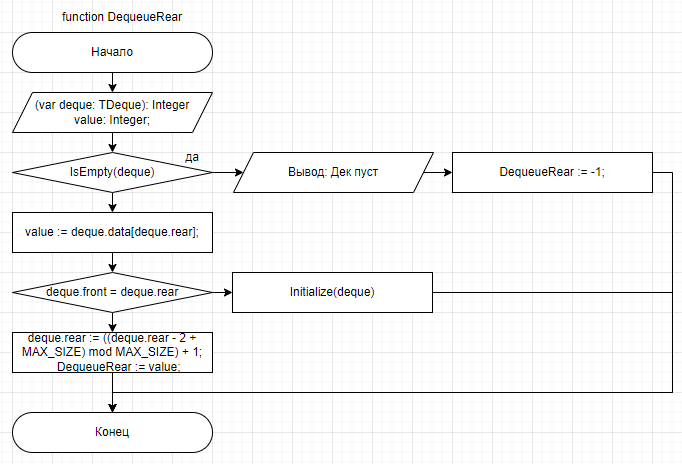 function DequeueRear
Начало
(var deque: TDeque): Integer
value: Integer;
да
IsEmpty(deque)
Вывод: Дек пуст
DequeueRear := -1;
value := deque.data[deque.rear];
deque.front = deque.rear
Initialize(deque)
deque.rear := ((deque.rear - 2 +
MAX_SIZE) mod MAX_SIZE) + 1;
DequeueRear := value;
Конец